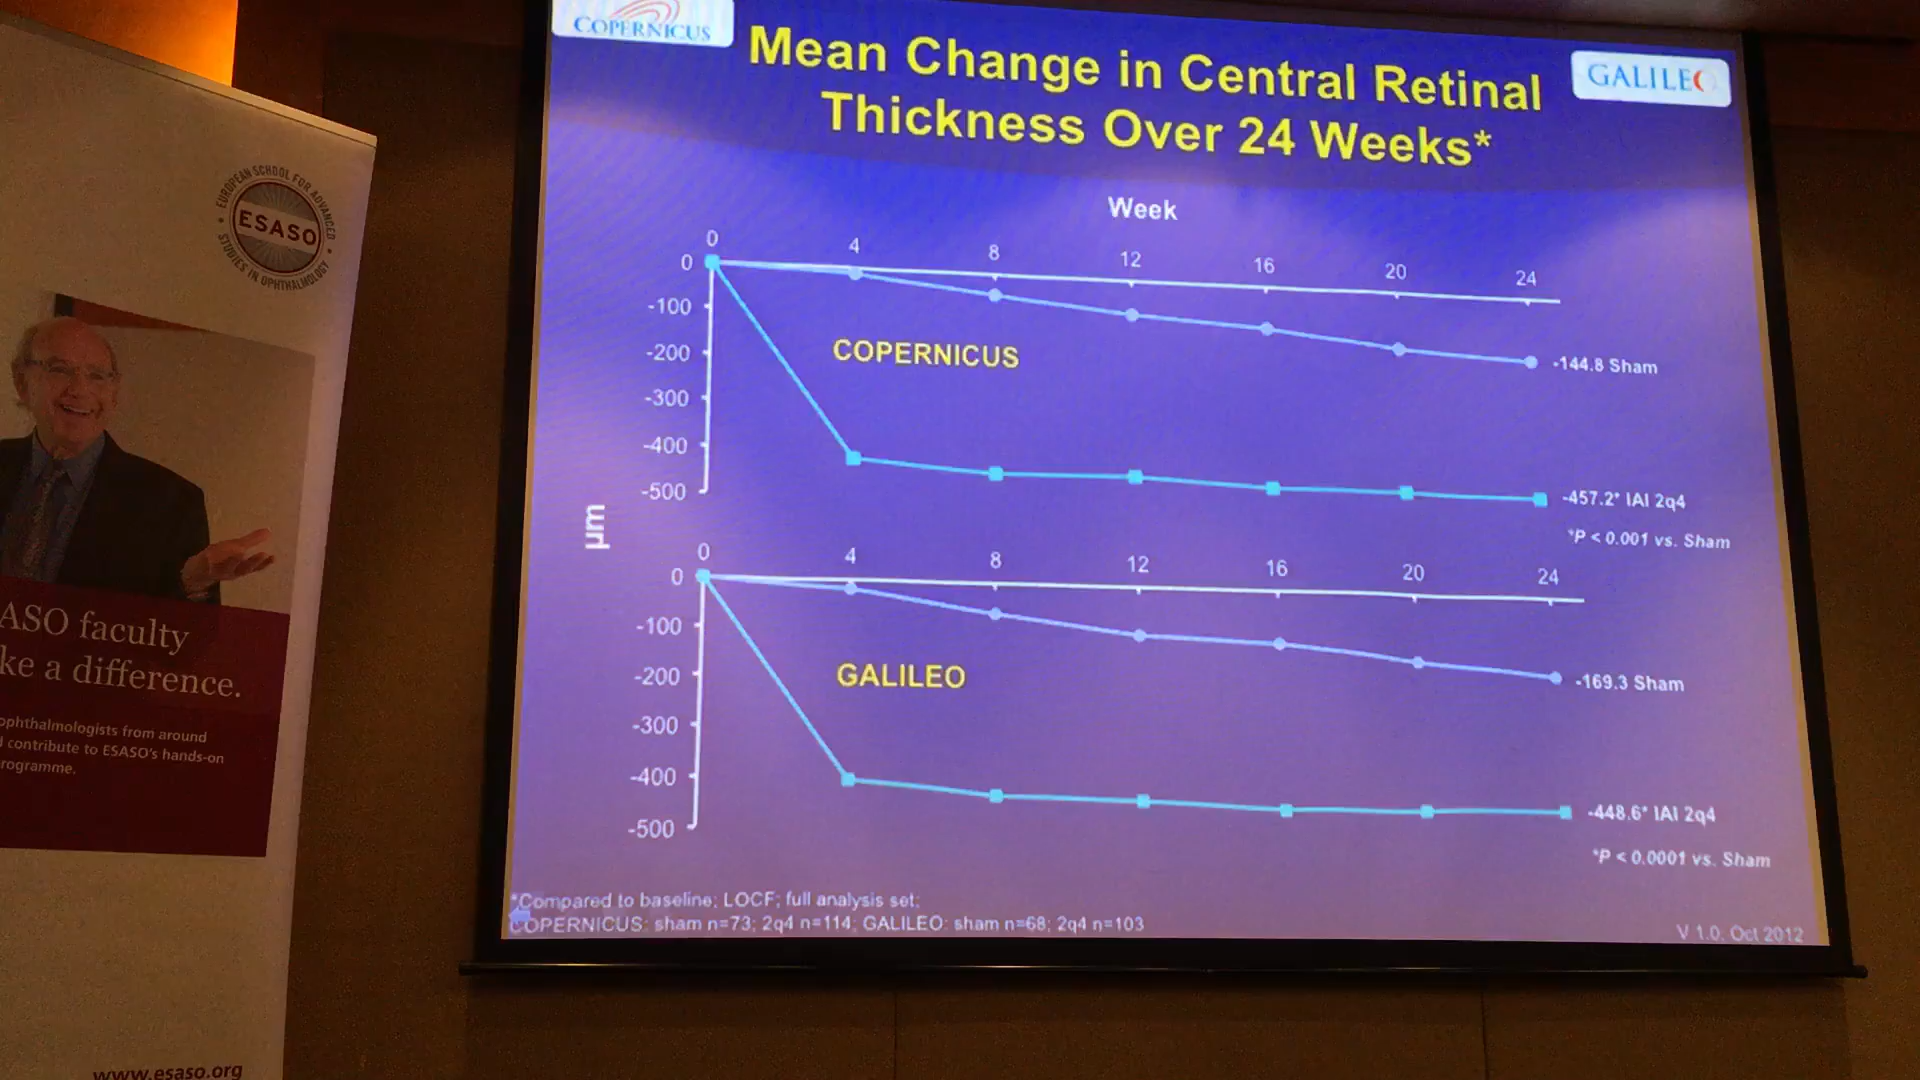 COPERNICUS
Mean Change in Central Retinal
Thickness Over 24 Weeks*
GALILEO
Week
0 4 8 12 16 20 24
0
-100
-200
-300
-400
-500
COPERNICUS
-144.8 Sham
-457.2* IAI 2q4
*P < 0.001 vs. Sham
µm
0 4 8 12 16 20 24
0
-100
-200
-300
-400
-500
GALILEO
-169.3 Sham
-448.6* IAI 2q4
*P < 0.0001 vs. Sham
*Compared to baseline; LOCF; full analysis set;
COPERNICUS: sham n=73; 2q4 n=114; GALILEO: sham n=68; 2q4 n=103
V 1.0, Oct 2012
EUROPEAN SCHOOL FOR ADVANCED
ESASO
STUDIES IN OPHTHALMOLOGY
ASO faculty
ke a difference.
ophthalmologists from around
contribute to ESASO's hands-on
rogramme.
www.esaso.org